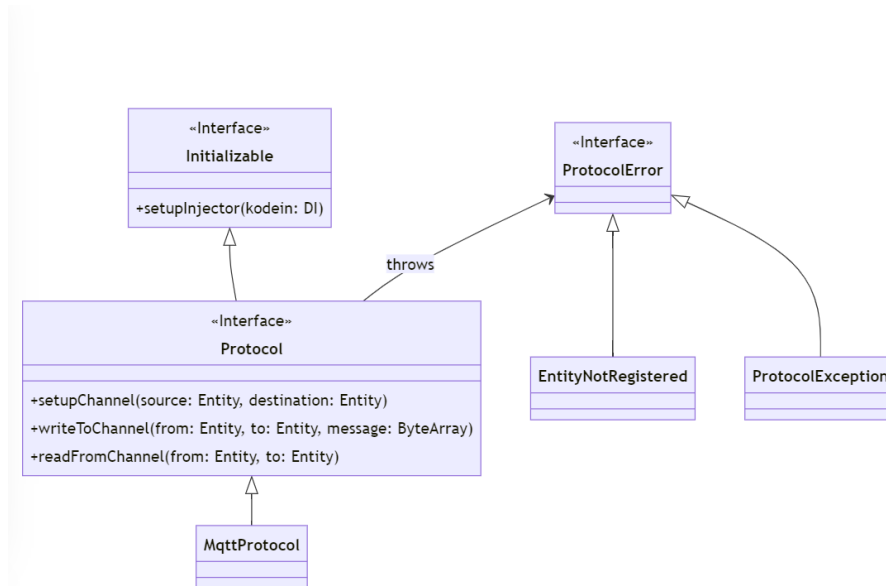 «Interface»
Initializable
+setupInjector(kodein: DI)
«Interface»
ProtocolError
throws
«Interface»
Protocol
+setupChannel(source: Entity, destination: Entity)
+writeToChannel(from: Entity, to: Entity, message: ByteArray)
+readFromChannel(from: Entity, to: Entity)
EntityNotRegistered
ProtocolException
MqttProtocol